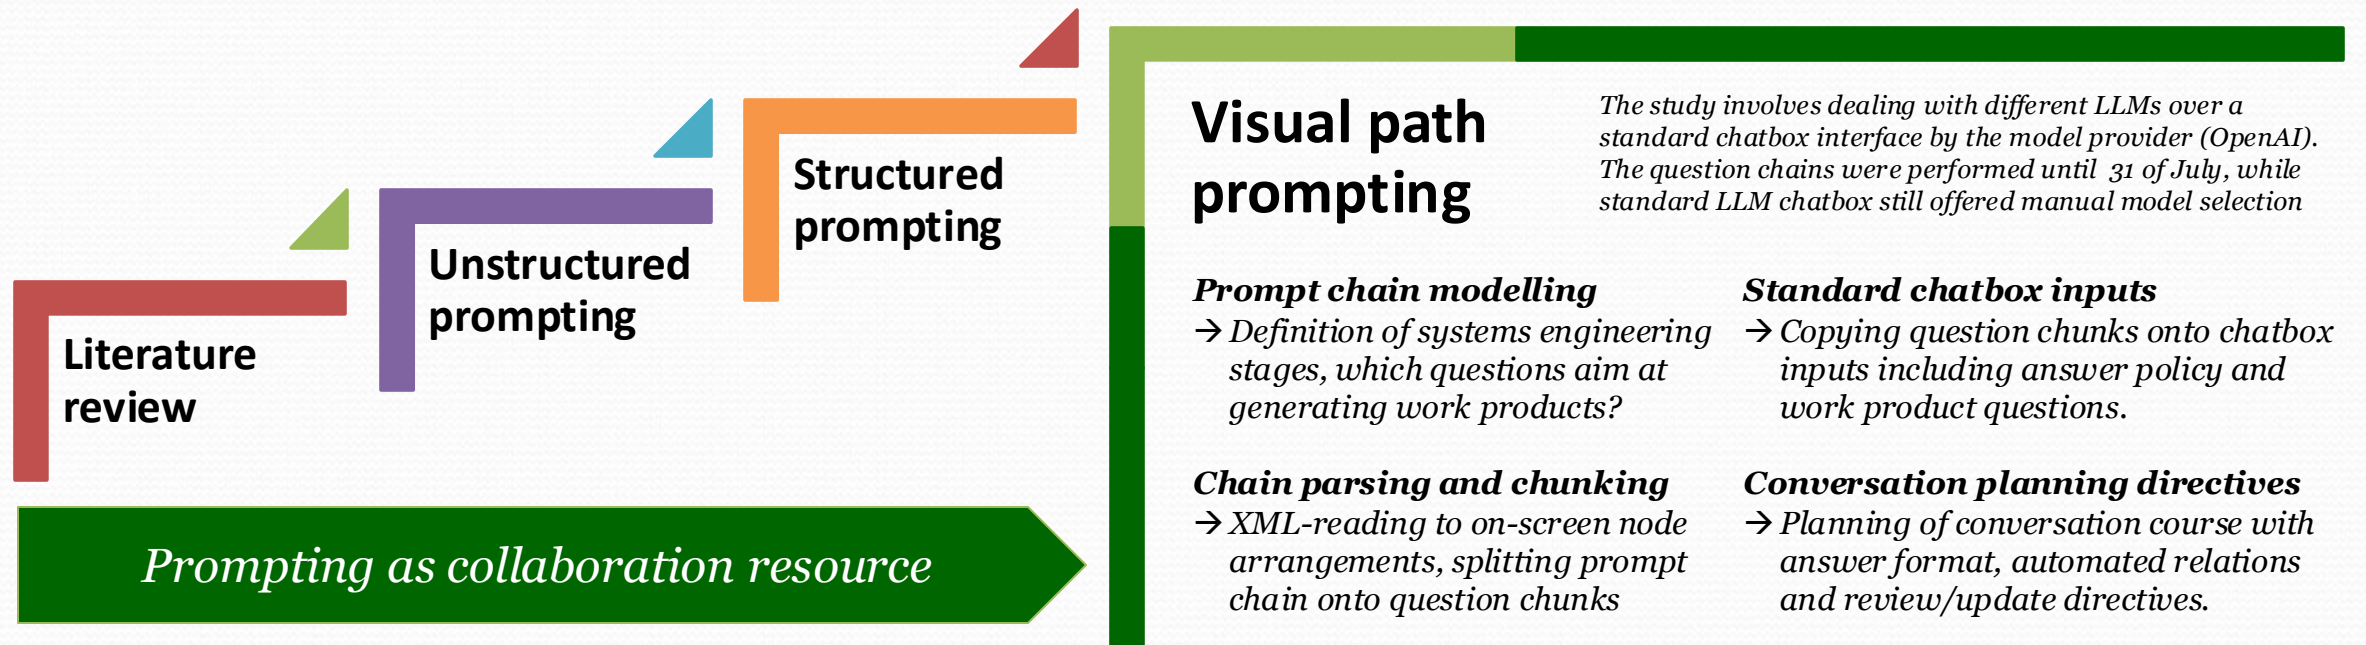 Literature
review
Unstructured
prompting
Structured
prompting
Prompting as collaboration resource
Visual path
prompting
The study involves dealing with different LLMs over a
standard chatbox interface by the model provider (OpenAI).
The question chains were performed until 31 of July, while
standard LLM chatbox still offered manual model selection
Prompt chain modelling
→ Definition of systems engineering
stages, which questions aim at
generating work products?
Standard chatbox inputs
→ Copying question chunks onto chatbox
inputs including answer policy and
work product questions.
Chain parsing and chunking
→ XML-reading to on-screen node
arrangements, splitting prompt
chain onto question chunks
Conversation planning directives
→ Planning of conversation course with
answer format, automated relations
and review/update directives.